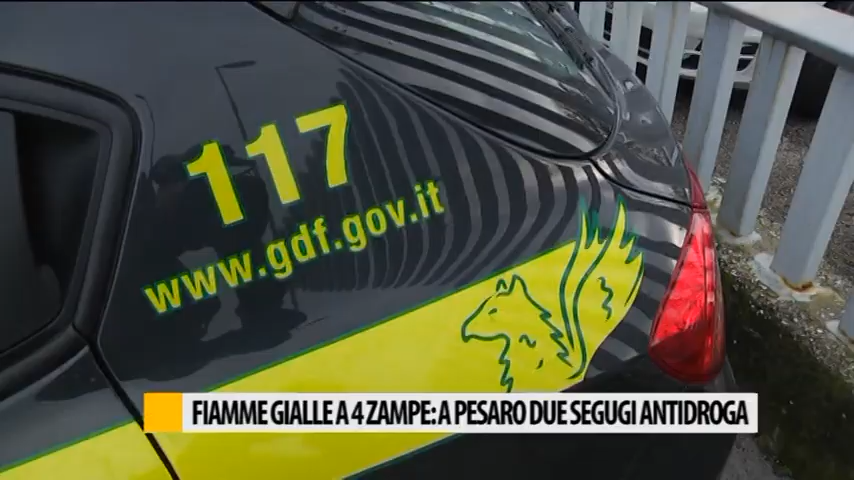 117
www.gdf.gov.it
FIAMME GIALLE A 4 ZAMPE: A PESARO DUE SEGUGI ANTIDROGA